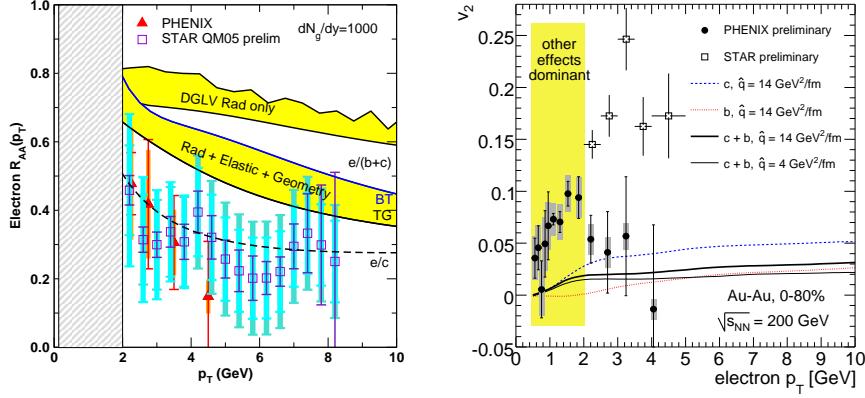 PHENIX
STAR QM05 prelim
dN_g/dy=1000
DGLV Rad only
Rad + Elastic + Geometry
e/(b+c)
BT
TG
e/c
Electron R_AA(p_T)
1.0
0.8
0.6
0.4
0.2
0.0
0
2
4
6
8
10
p_T (GeV)
v_2
0.25
0.2
0.15
0.1
0.05
0
-0.05
other
effects
dominant
PHENIX preliminary
STAR preliminary
c, q̂ = 14 GeV²/fm
b, q̂ = 14 GeV²/fm
c + b, q̂ = 14 GeV²/fm
c + b, q̂ = 4 GeV²/fm
Au-Au, 0-80%
√s_NN = 200 GeV
0 1 2 3 4 5 6 7 8 9 10
electron p_T [GeV]